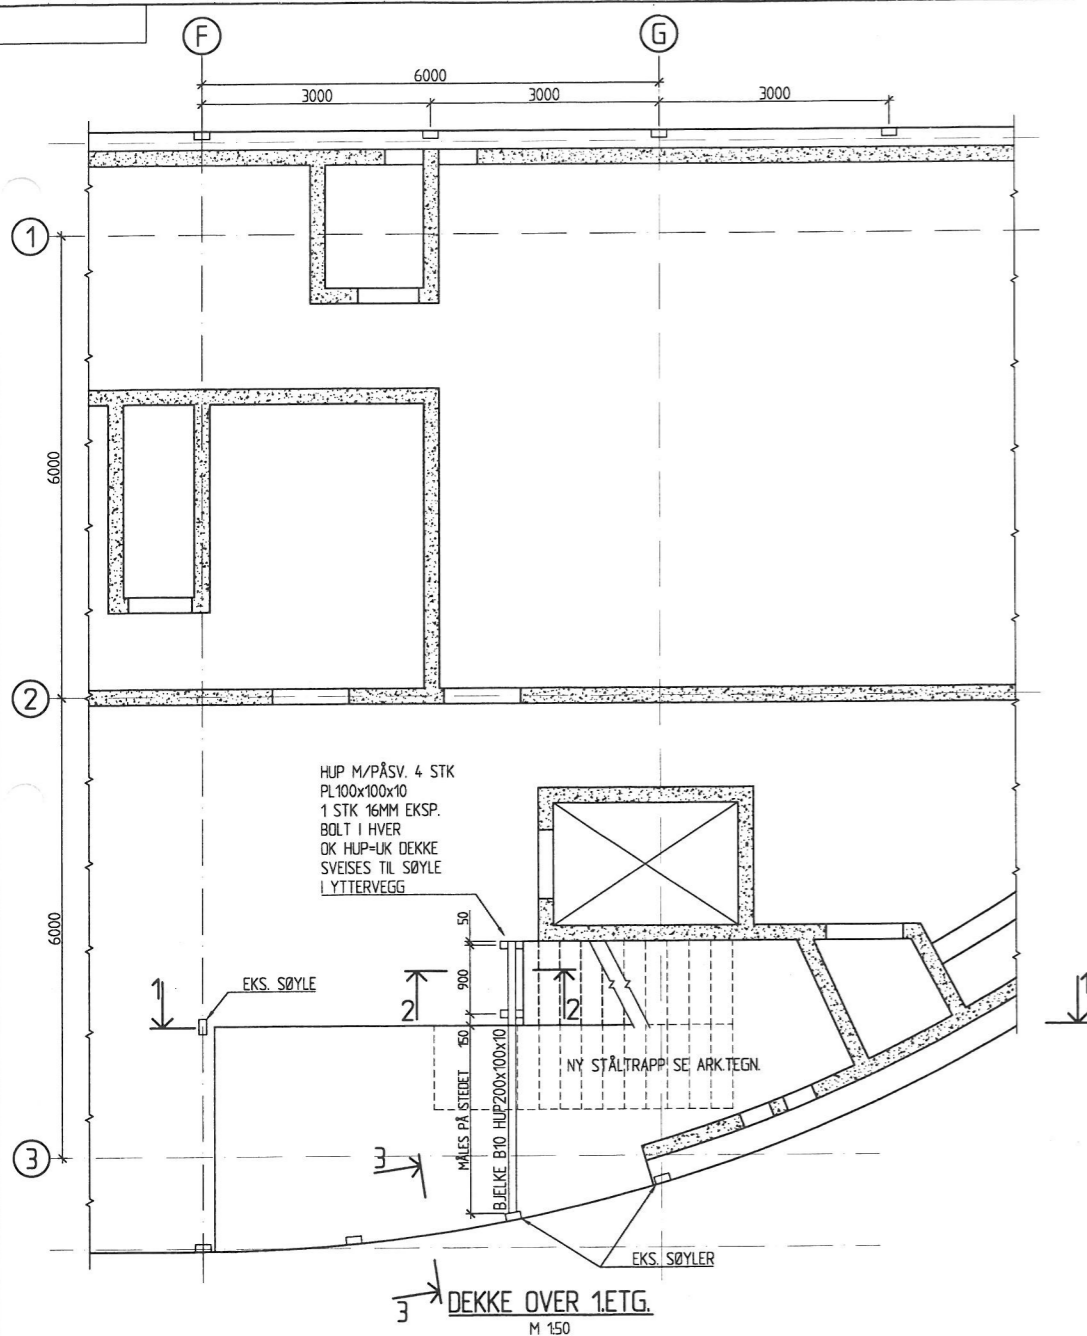 F
G
6000
3000
3000
3000
1
6000
2
HUP M/PÅSV. 4 STK
PL100x100x10
1 STK 16MM EKSP.
BOLT I HVER
OK HUP=UK DEKKE
SVEISES TIL SØYLE
I YTTERVEGG
6000
50
900
150
MÅLES PÅ STEDET
BJELKE B10 HUP200x100x10
1
EKS. SØYLE
2
2
1
NY STÅLTRAPP SE ARK.TEGN.
3
3
EKS. SØYLER
3
DEKKE OVER 1.ETG.
M 1:50